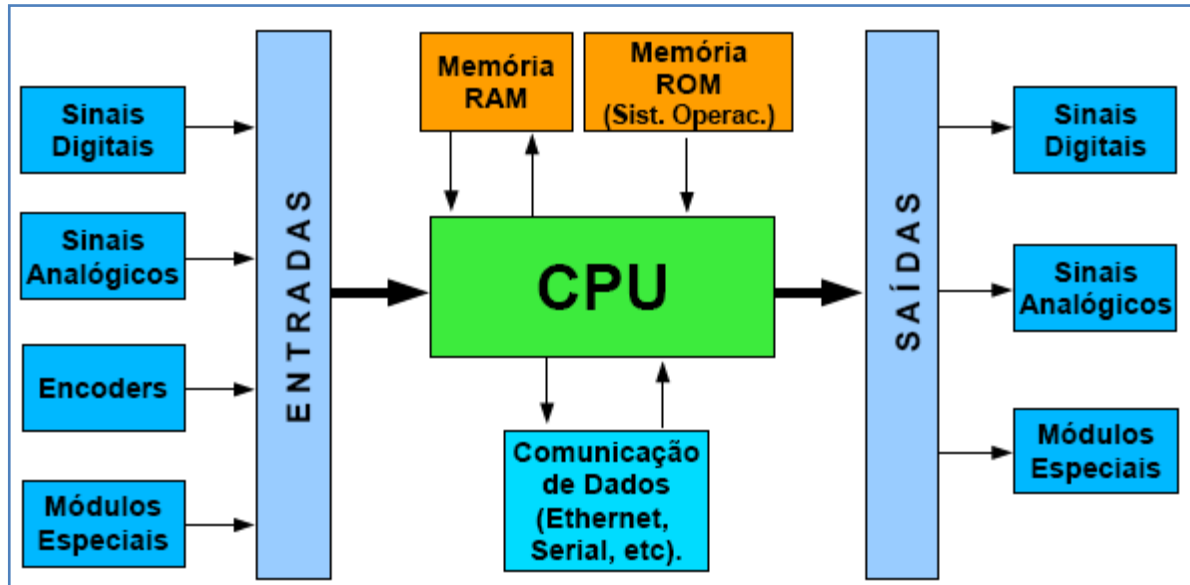 Sinais
Digitais
Sinais
Analógicos
Encoders
Módulos
Especiais
ENTRADAS
Memória
RAM
Memória
ROM
(Sist. Operac.)
CPU
Comunicação
de Dados
(Ethernet,
Serial, etc).
SAÍDAS
Sinais
Digitais
Sinais
Analógicos
Módulos
Especiais